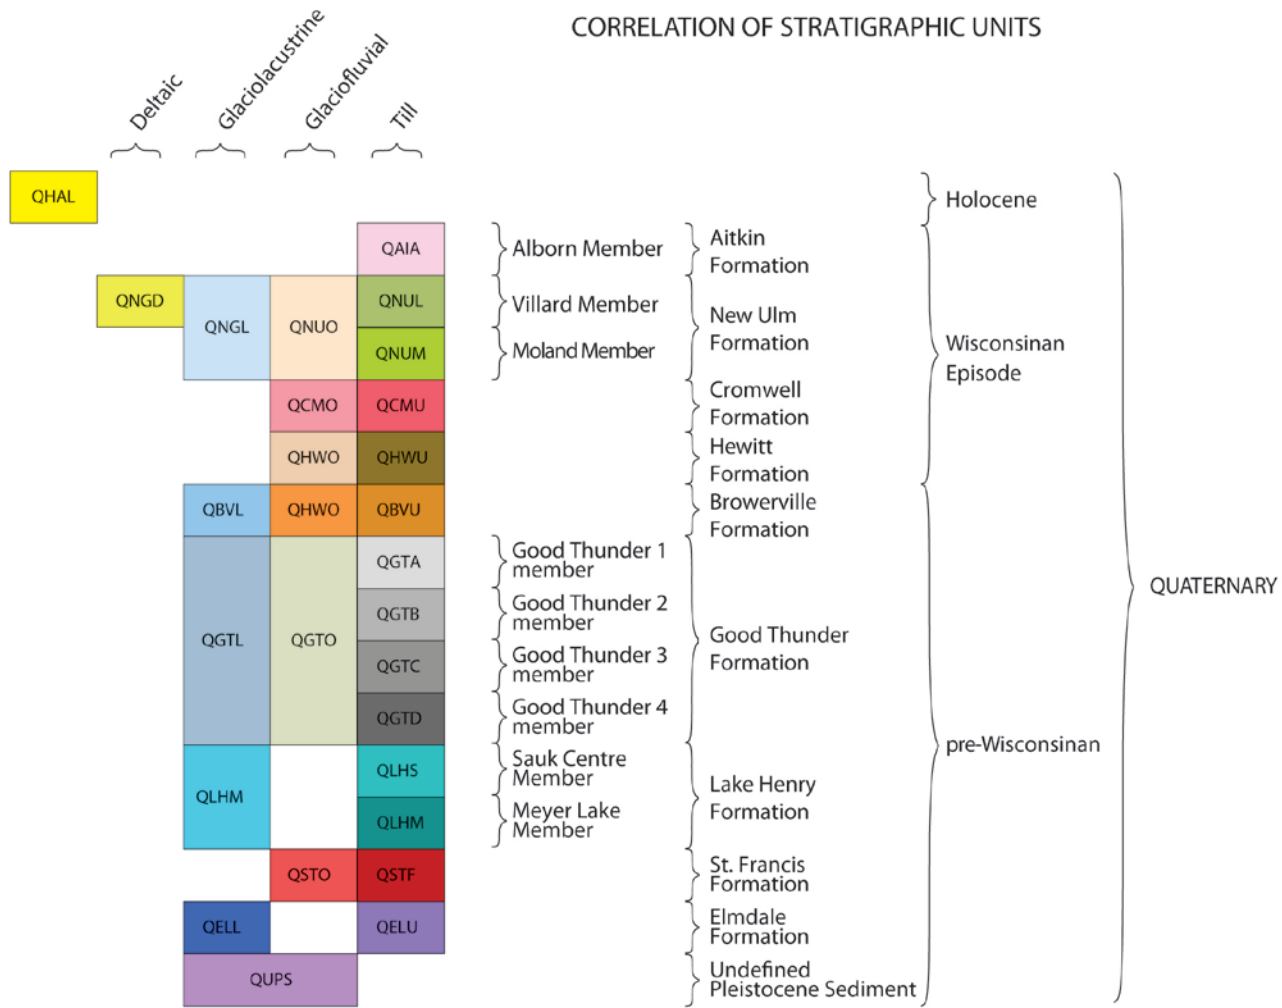 CORRELATION OF STRATIGRAPHIC UNITS
Deltaic
Glaciolacustrine
Glaciofluvial
Till
QHAL
Holocene
QAIA
Alborn Member
Aitkin
Formation
QNGD
QNGL
QNUO
QNUL
Villard Member
QNUM
Moland Member
New Ulm
Formation
Wisconsinan
Episode
QCMO
QCMU
Cromwell
Formation
QHWO
QHWU
Hewitt
Formation
QBVL
QHWO
QBVU
Browerville
Formation
QGTL
QGTO
QGTA
Good Thunder 1
member
QGTB
Good Thunder 2
member
QGTC
Good Thunder 3
member
QGTD
Good Thunder 4
member
Good Thunder
Formation
QUATERNARY
pre-Wisconsinan
QLHM
QLHS
Sauk Centre
Member
QLHM
Meyer Lake
Member
Lake Henry
Formation
QSTO
QSTF
St. Francis
Formation
QELL
QELU
Elmdale
Formation
QUPS
Undefined
Pleistocene Sediment